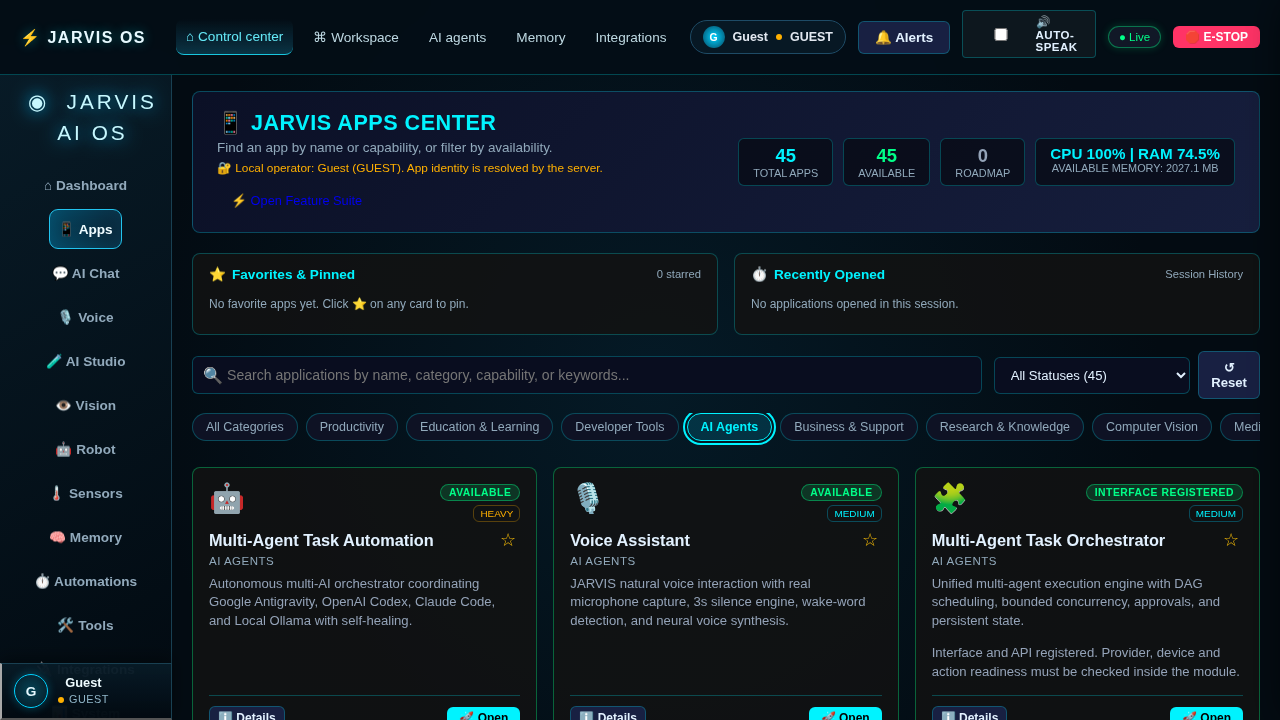 ⚡ JARVIS OS
⌂ Control center
⌘ Workspace
AI agents
Memory
Integrations
G Guest ● GUEST
🔔 Alerts
🔊 AUTO-SPEAK
● Live
🛑 E-STOP
◉ JARVIS
AI OS
⌂ Dashboard
📱 Apps
💬 AI Chat
🎙️ Voice
🧪 AI Studio
👁️ Vision
🤖 Robot
🌡️ Sensors
🧠 Memory
⏱️ Automations
🛠️ Tools
Integrations
G Guest
● GUEST
📱 JARVIS APPS CENTER
Find an app by name or capability, or filter by availability.
🔐 Local operator: Guest (GUEST). App identity is resolved by the server.
⚡ Open Feature Suite
45
TOTAL APPS
45
AVAILABLE
0
ROADMAP
CPU 100% | RAM 74.5%
AVAILABLE MEMORY: 2027.1 MB
⭐ Favorites & Pinned
0 starred
No favorite apps yet. Click ⭐ on any card to pin.
⏱️ Recently Opened
Session History
No applications opened in this session.
🔍 Search applications by name, category, capability, or keywords...
All Statuses (45)
↺ Reset
All Categories
Productivity
Education & Learning
Developer Tools
AI Agents
Business & Support
Research & Knowledge
Computer Vision
Medi
🤖
AVAILABLE
HEAVY
Multi-Agent Task Automation ☆
AI AGENTS
Autonomous multi-AI orchestrator coordinating
Google Antigravity, OpenAI Codex, Claude Code,
and Local Ollama with self-healing.
ℹ️ Details
🚀 Open
🎙️
AVAILABLE
MEDIUM
Voice Assistant ☆
AI AGENTS
JARVIS natural voice interaction with real
microphone capture, 3s silence engine, wake-word
detection, and neural voice synthesis.
ℹ️ Details
🚀 Open
🧩
INTERFACE REGISTERED
MEDIUM
Multi-Agent Task Orchestrator ☆
AI AGENTS
Unified multi-agent execution engine with DAG
scheduling, bounded concurrency, approvals, and
persistent state.
Interface and API registered. Provider, device and
action readiness must be checked inside the module.
ℹ️ Details
🚀 Open